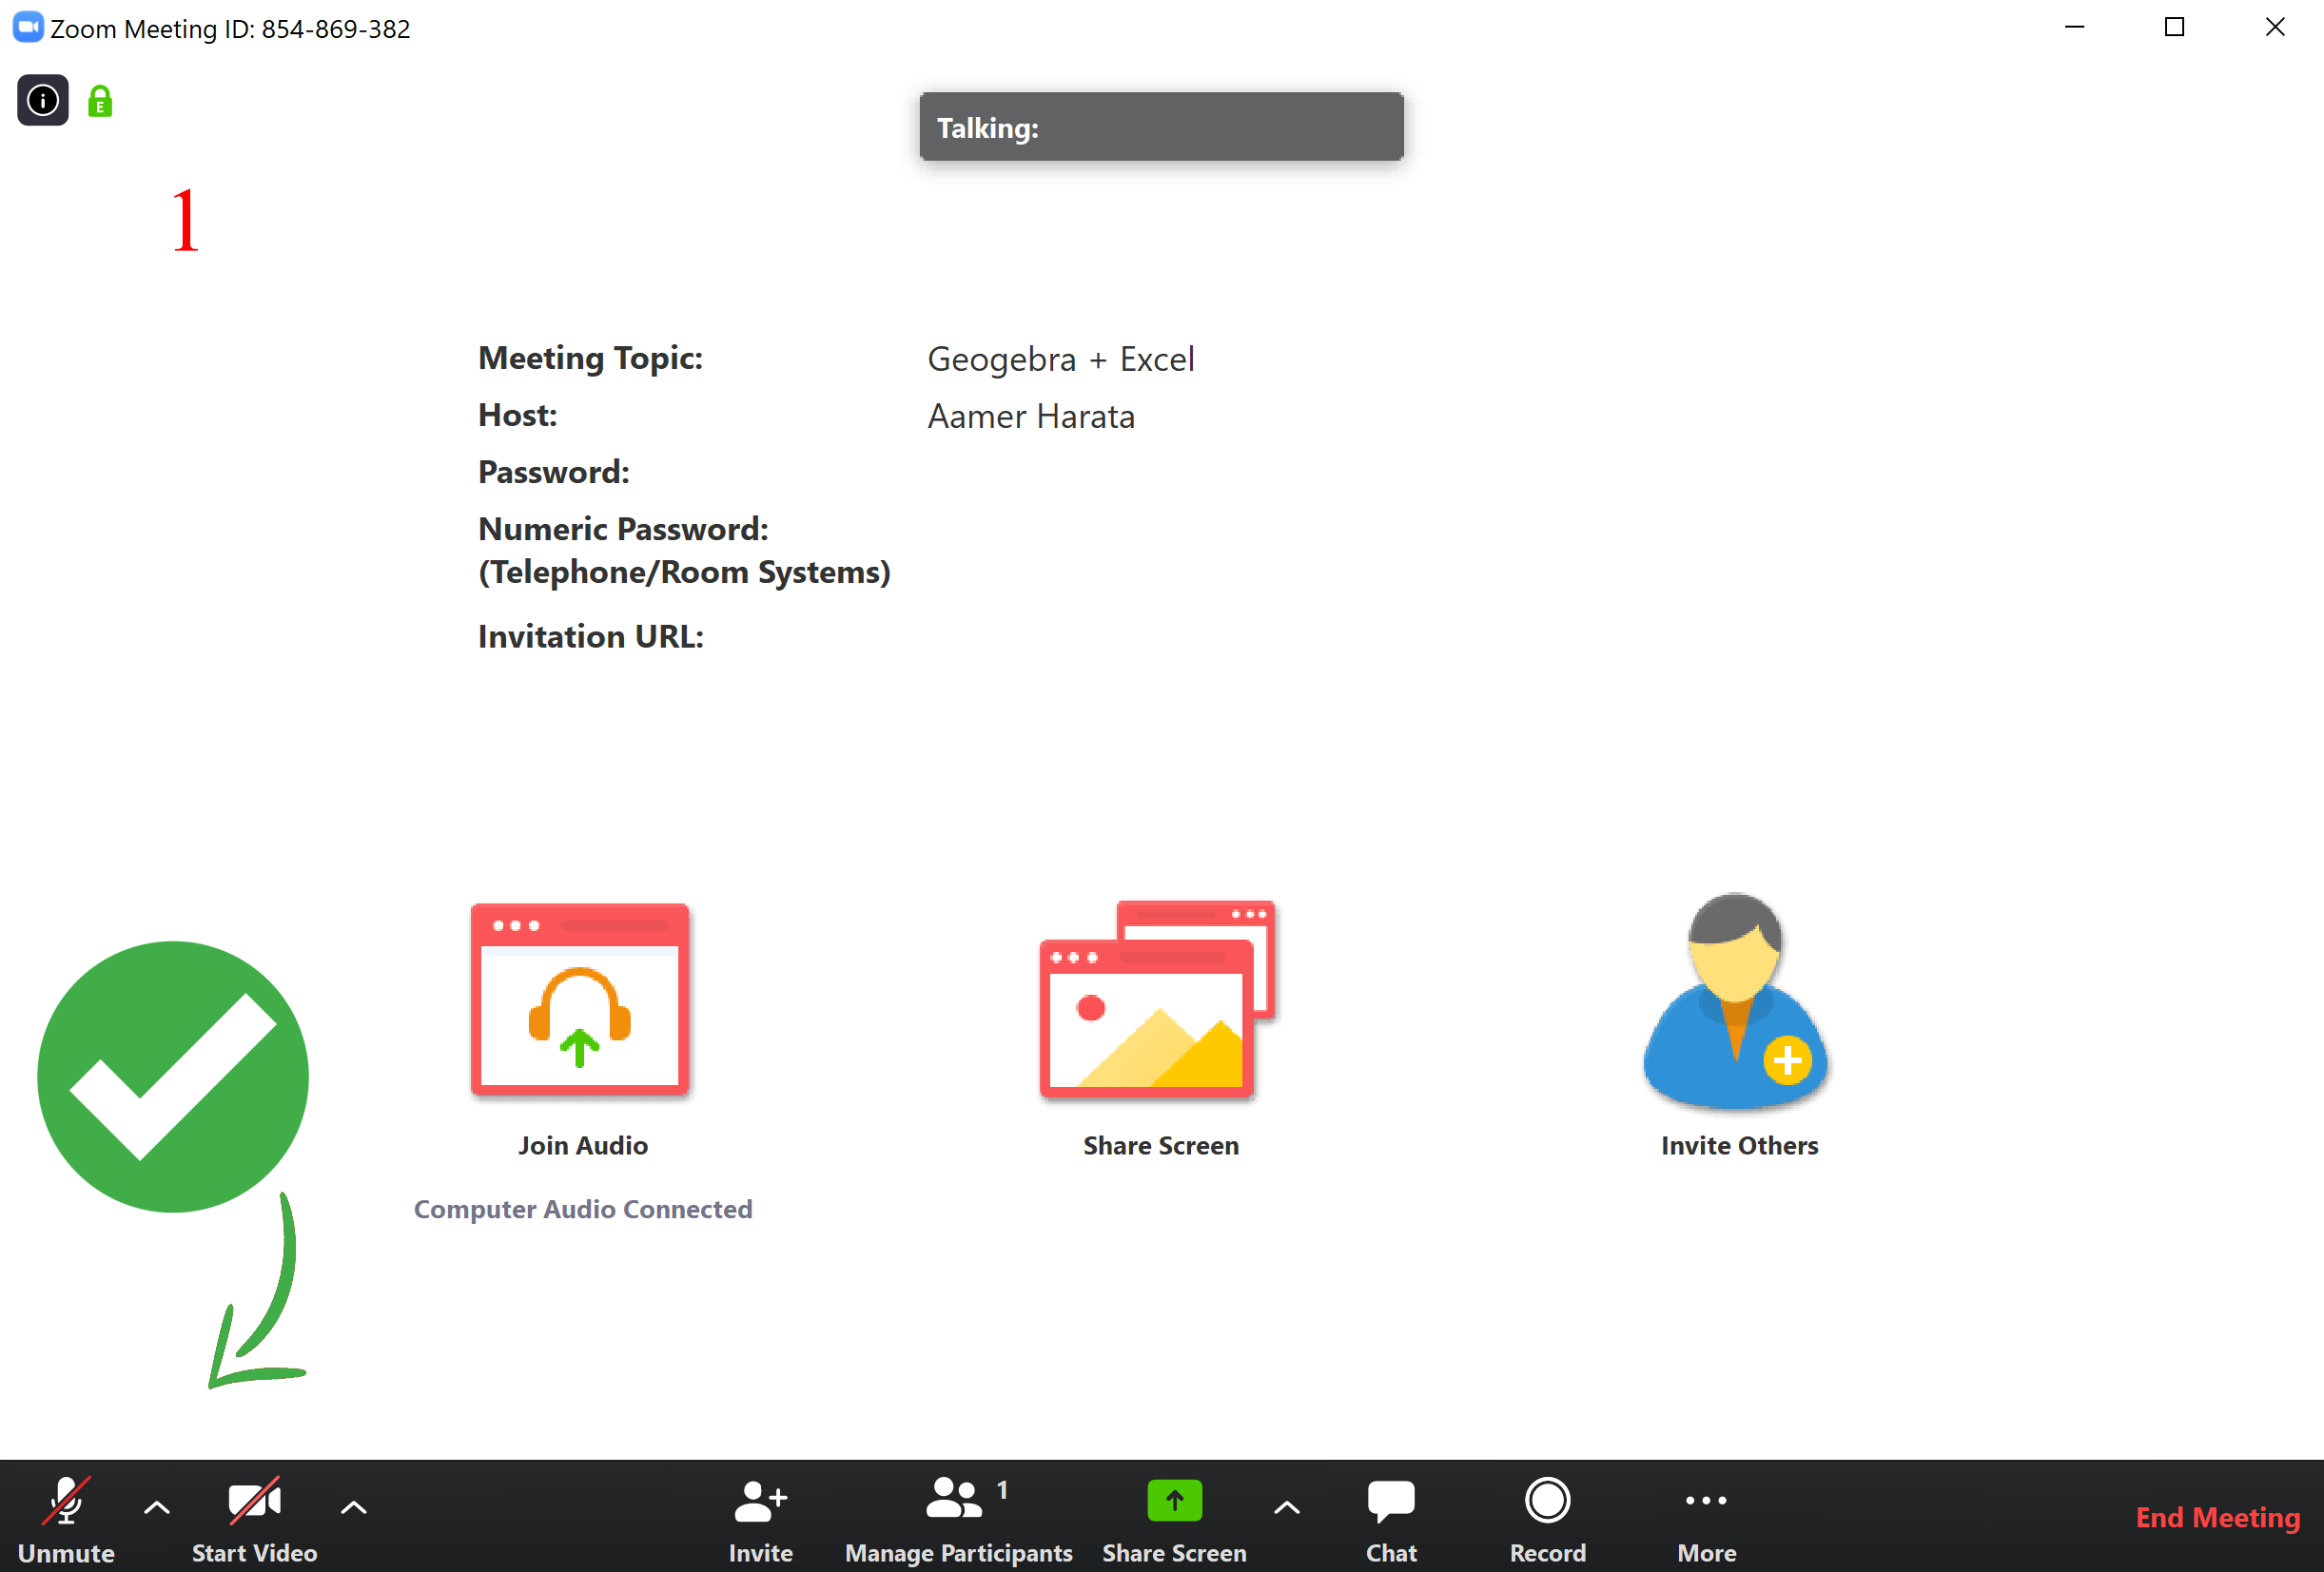 Zoom Meeting ID: 854-869-382
E
Talking:
1
Meeting Topic: Geogebra + Excel
Host: Aamer Harata
Password:
Numeric Password:
(Telephone/Room Systems)
Invitation URL:
Join Audio Share Screen Invite Others
Computer Audio Connected
1
Unmute Start Video Invite Manage Participants Share Screen Chat Record More End Meeting